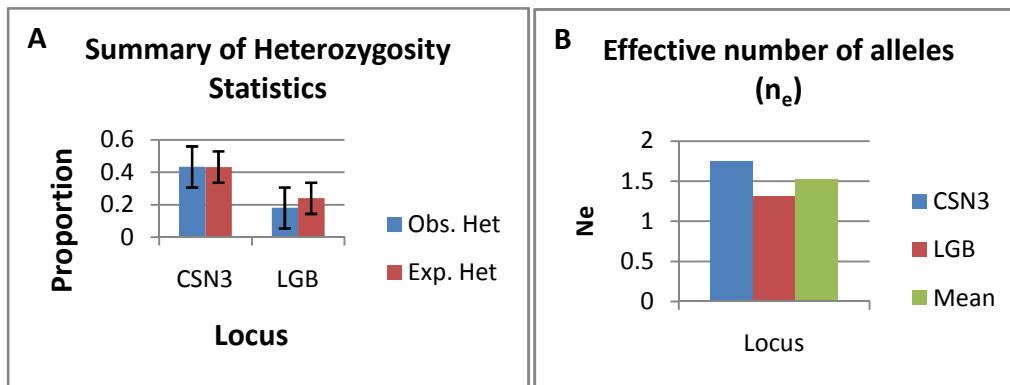 A
Summary of Heterozygosity
Statistics
Proportion
0.6
0.4
0.2
0
CSN3 LGB
Locus
Obs. Het
Exp. Het
B
Effective number of alleles
(nₑ)
Ne
2
1.5
1
0.5
0
Locus
CSN3
LGB
Mean